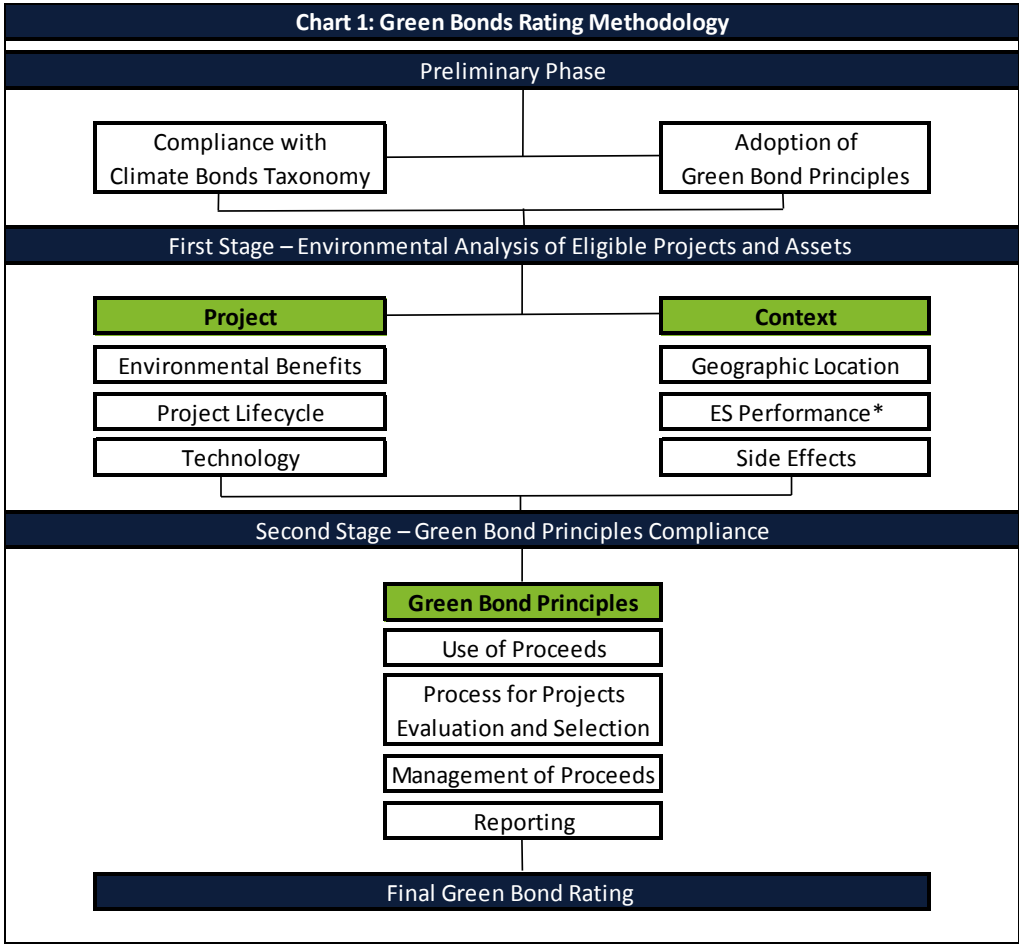 Chart 1: Green Bonds Rating Methodology
Preliminary Phase
Compliance with
Climate Bonds Taxonomy
Adoption of
Green Bond Principles
First Stage – Environmental Analysis of Eligible Projects and Assets
Project
Environmental Benefits
Project Lifecycle
Technology
Context
Geographic Location
ES Performance*
Side Effects
Second Stage – Green Bond Principles Compliance
Green Bond Principles
Use of Proceeds
Process for Projects
Evaluation and Selection
Management of Proceeds
Reporting
Final Green Bond Rating